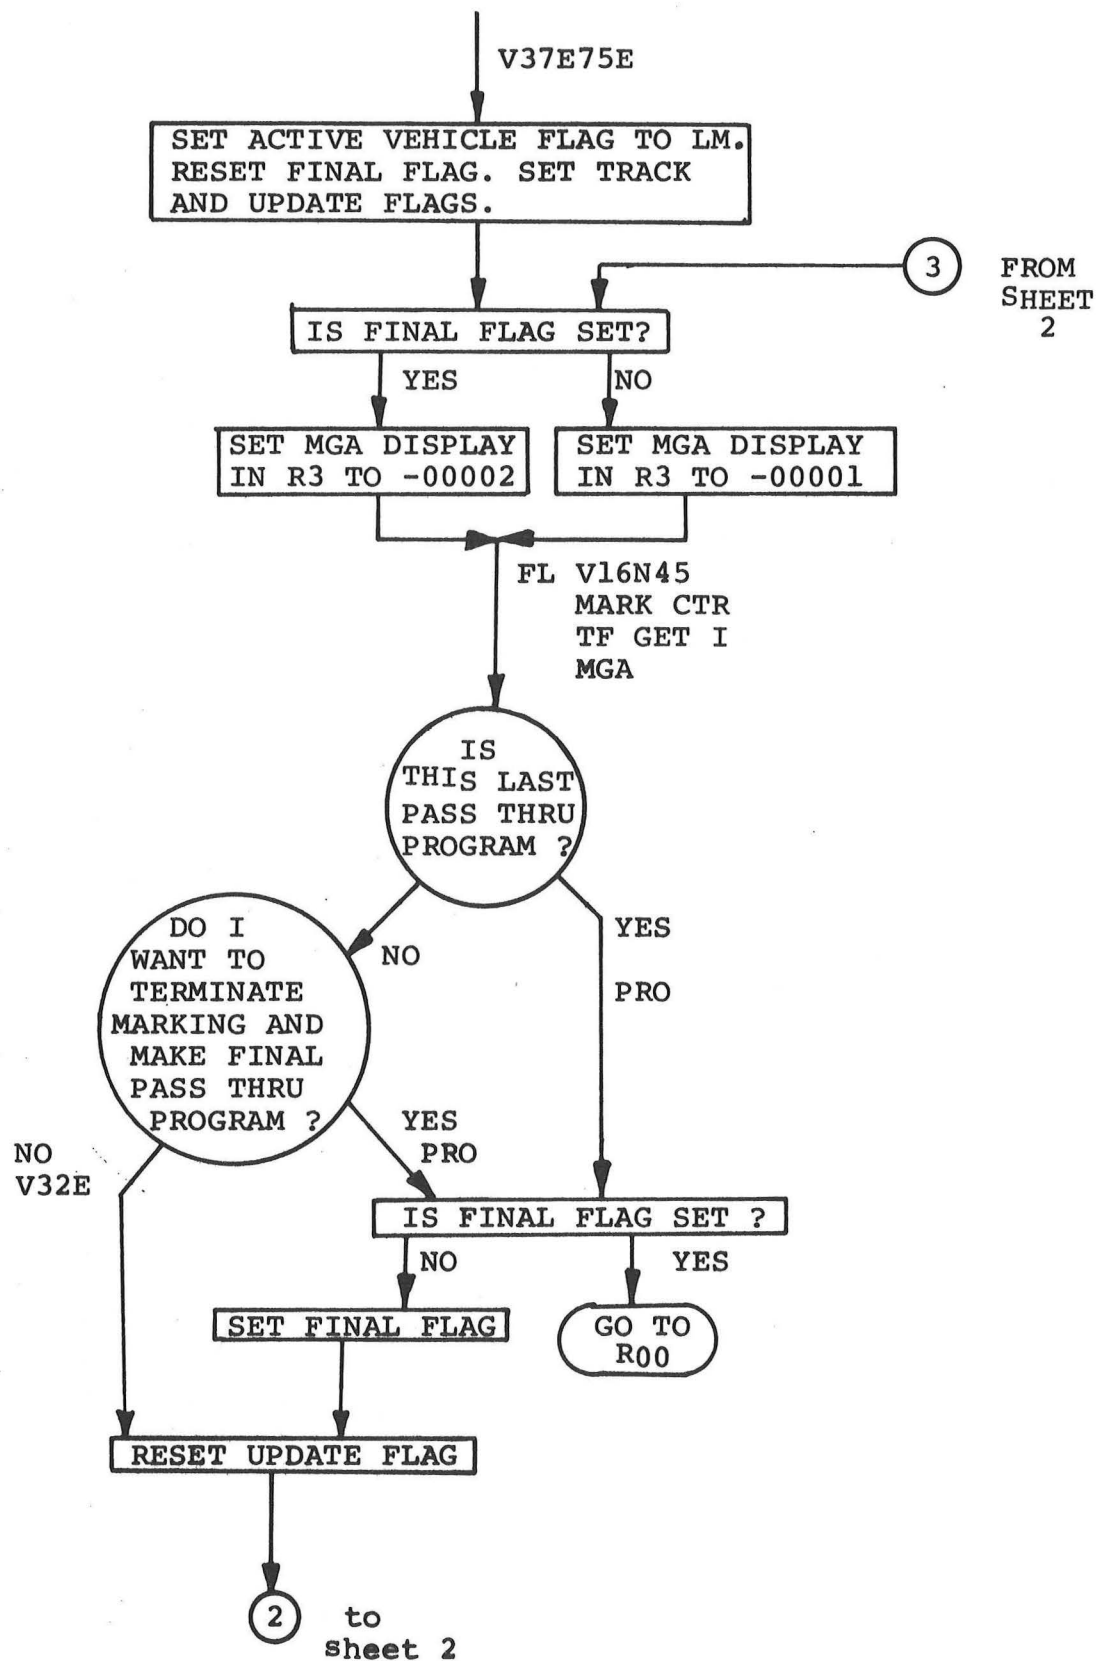 V37E75E
SET ACTIVE VEHICLE FLAG TO LM.
RESET FINAL FLAG. SET TRACK
AND UPDATE FLAGS.
3
FROM
SHEET
2
IS FINAL FLAG SET?
YES
NO
SET MGA DISPLAY
IN R3 TO -00002
SET MGA DISPLAY
IN R3 TO -00001
FL V16N45
MARK CTR
TF GET I
MGA
IS
THIS LAST
PASS THRU
PROGRAM ?
NO
YES
PRO
DO I
WANT TO
TERMINATE
MARKING AND
MAKE FINAL
PASS THRU
PROGRAM ?
NO
V32E
YES
PRO
IS FINAL FLAG SET ?
NO
YES
SET FINAL FLAG
GO TO
R00
RESET UPDATE FLAG
2
to
sheet 2